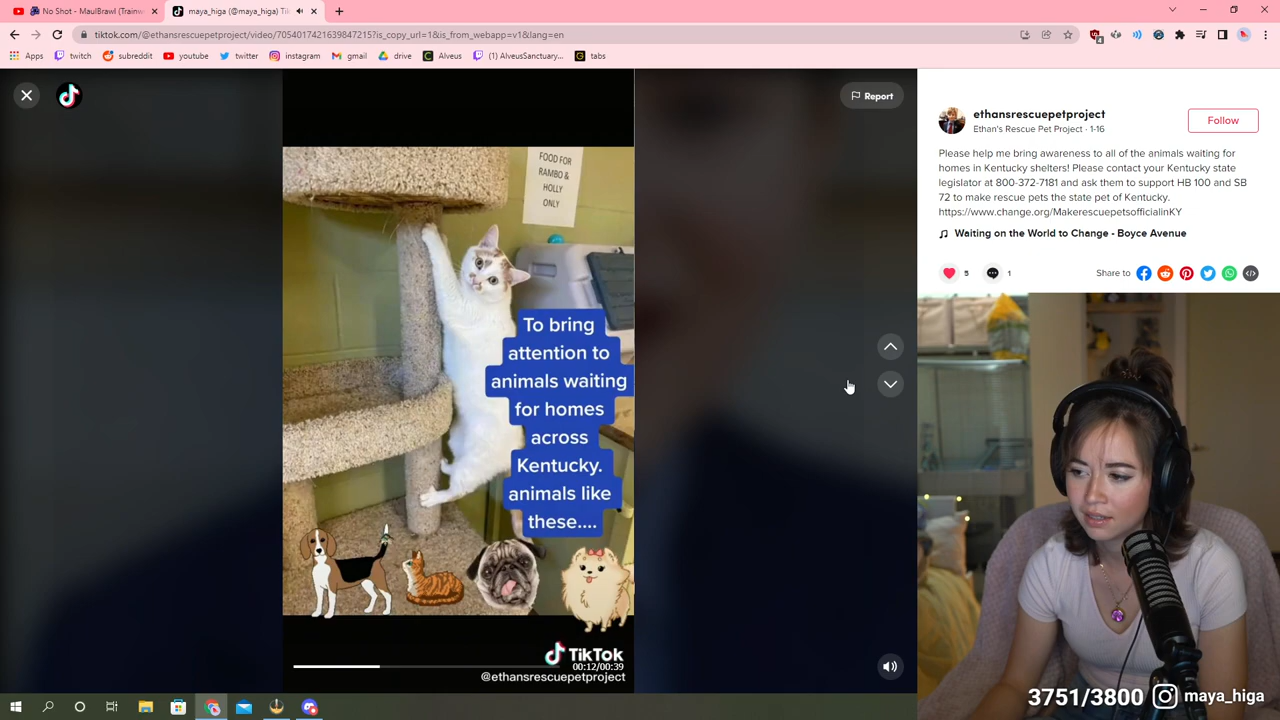 No Shot - MaulBrawl (Trainw
maya_higa (@maya_higa) Ti
tiktok.com/@ethansrescuepetproject/video/7054017421639847215?is_copy_url=1&is_from_webapp=v1&lang=en
Apps
twitch
subreddit
youtube
twitter
instagram
gmail
drive
Alveus
AlveusSanctuary...
tabs
Report
FOOD FOR
RAMBO &
HOLLY
ONLY
To bring
attention to
animals waiting
for homes
across
Kentucky.
animals like
these....
TikTok
00:12/00:39
@ethansrescuepetproject
ethansrescuepetproject
Ethan's Rescue Pet Project · 1-16
Follow
Please help me bring awareness to all of the animals waiting for
homes in Kentucky shelters! Please contact your Kentucky state
legislator at 800-372-7181 and ask them to support HB 100 and SB
72 to make rescue pets the state pet of Kentucky.
https://www.change.org/MakerescuepetsofficialinKY
Waiting on the World to Change - Boyce Avenue
5
1
Share to
3751/3800
maya_higa